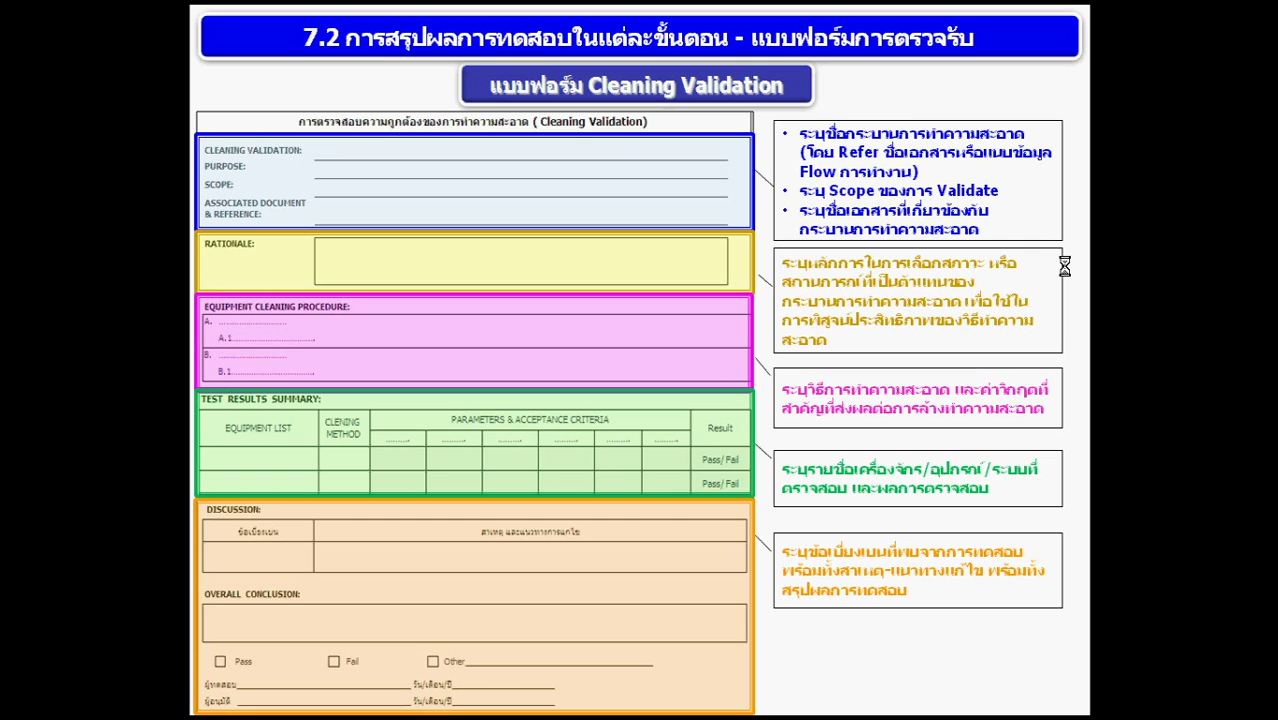 7.2 การสรุปผลการทดสอบในแต่ละขั้นตอน - แบบฟอร์มการตรวจรับ
แบบฟอร์ม Cleaning Validation
การตรวจสอบความถูกต้องของการทำความสะอาด ( Cleaning Validation)
CLEANING VALIDATION:
PURPOSE:
SCOPE:
ASSOCIATED DOCUMENT
& REFERENCE:
RATIONALE:
EQUIPMENT CLEANING PROCEDURE:
A. ..............................
A.1....................................
B. ..............................
B.1....................................
TEST RESULTS SUMMARY:
EQUIPMENT LIST
CLENING
METHOD
PARAMETERS & ACCEPTANCE CRITERIA
Result
.......... .......... .......... .......... .......... ..........
Pass/ Fail
Pass/ Fail
DISCUSSION:
ข้อเบี่ยงเบน
สาเหตุ และแนวทางการแก้ไข
OVERALL CONCLUSION:
Pass
Fail
Other
ผู้ทดสอบ วัน/เดือน/ปี
ผู้อนุมัติ วัน/เดือน/ปี
• ระบุชื่อกระบวนการทำความสะอาด
(โดย Refer ชื่อเอกสารหรือแนบข้อมูล
Flow การทำงาน)
• ระบุ Scope ของการ Validate
• ระบุชื่อเอกสารที่เกี่ยวข้องกับ
กระบวนการทำความสะอาด
ระบุหลักการในการเลือกสภาวะ หรือ
สถานการณ์ที่เป็นตัวแทนของ
กระบวนการทำความสะอาด เพื่อใช้ใน
การพิสูจน์ประสิทธิภาพของวิธีทำความ
สะอาด
ระบุวิธีการทำความสะอาด และค่าวิกฤตที่
สำคัญที่ส่งผลต่อการล้างทำความสะอาด
ระบุรายชื่อเครื่องจักร/อุปกรณ์/ระบบที่
ตรวจสอบ และผลการตรวจสอบ
ระบุข้อเบี่ยงเบนที่พบจากการทดสอบ
พร้อมทั้งสาเหตุ-แนวทางแก้ไข พร้อมทั้ง
สรุปผลการทดสอบ